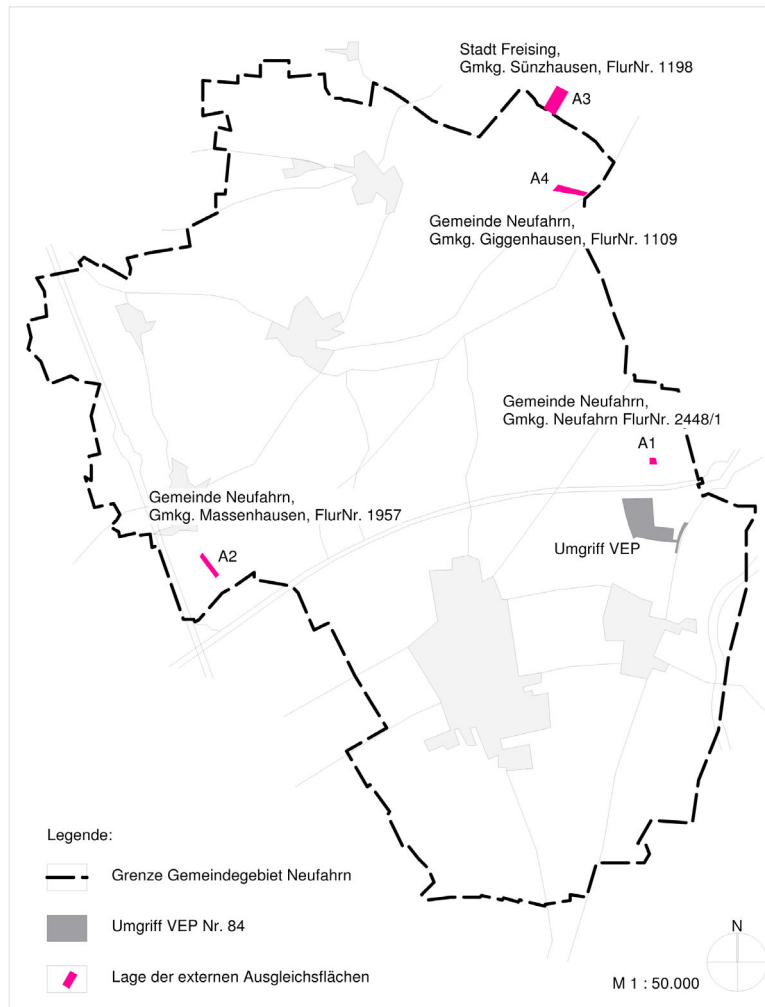 Stadt Freising,
Gmkg. Sünzhausen, FlurNr. 1198
A3
A4
Gemeinde Neufahrn,
Gmkg. Giggenhausen, FlurNr. 1109
Gemeinde Neufahrn,
Gmkg. Neufahrn FlurNr. 2448/1
A1
Gemeinde Neufahrn,
Gmkg. Massenhausen, FlurNr. 1957
A2
Umgriff VEP
Legende:
Grenze Gemeindegebiet Neufahrn
Umgriff VEP Nr. 84
Lage der externen Ausgleichsflächen
N
M 1 : 50.000